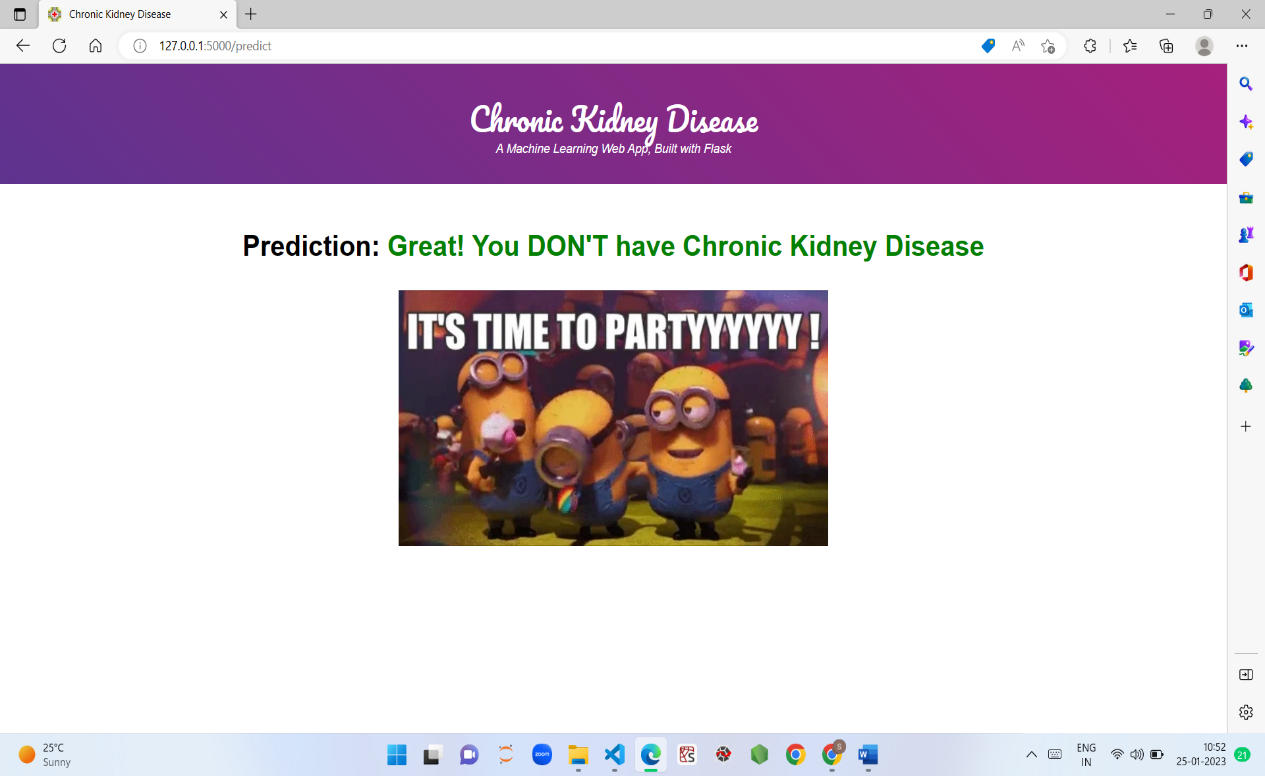 Chronic Kidney Disease
127.0.0.1:5000/predict
Chronic Kidney Disease
A Machine Learning Web App, Built with Flask
Prediction: Great! You DON'T have Chronic Kidney Disease
IT'S TIME TO PARTYYYYYY !
25°C
Sunny
zoom
S
ENG
IN
10:52
25-01-2023
21